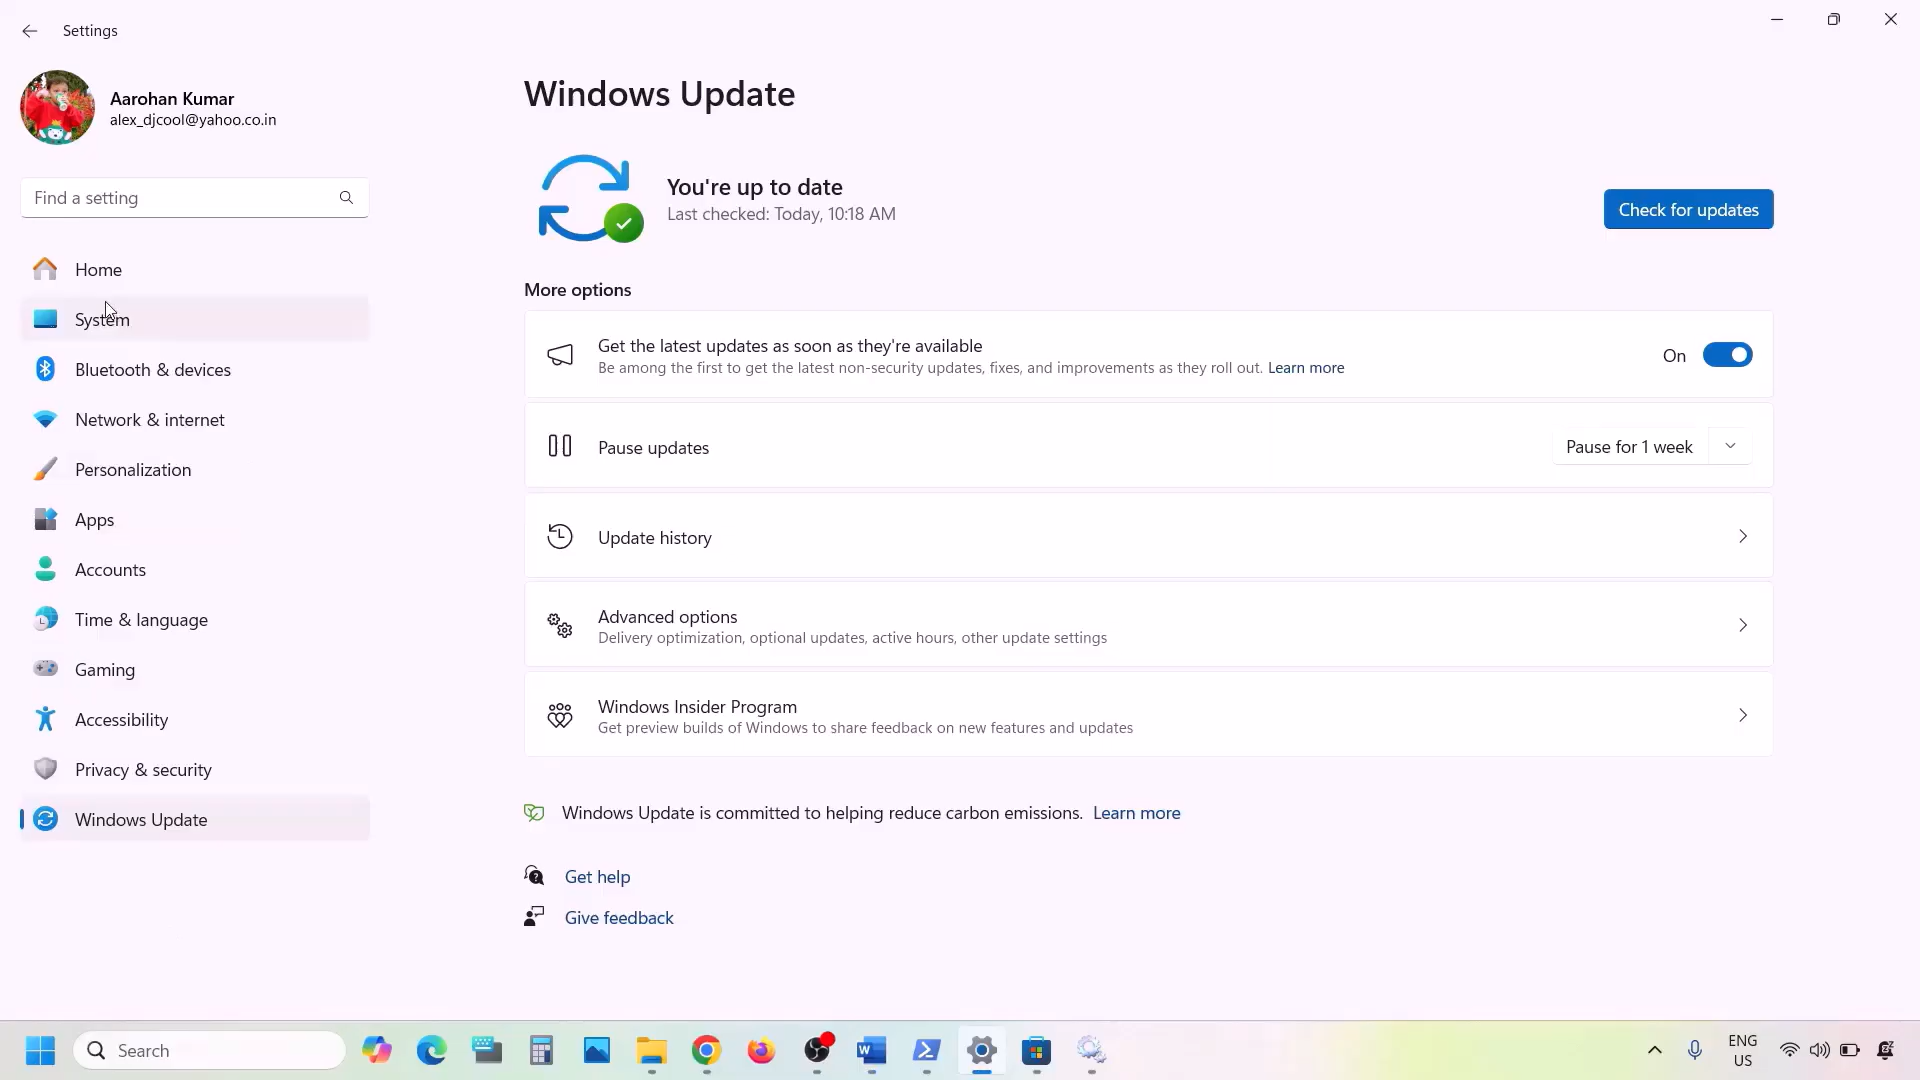 Settings
Aarohan Kumar
alex_djcool@yahoo.co.in
Find a setting
Home
System
Bluetooth & devices
Network & internet
Personalization
Apps
Accounts
Time & language
Gaming
Accessibility
Privacy & security
Windows Update
Windows Update
You're up to date
Last checked: Today, 10:18 AM
Check for updates
More options
Get the latest updates as soon as they're available
Be among the first to get the latest non-security updates, fixes, and improvements as they roll out. Learn more
On
Pause updates
Pause for 1 week
Update history
Advanced options
Delivery optimization, optional updates, active hours, other update settings
Windows Insider Program
Get preview builds of Windows to share feedback on new features and updates
Windows Update is committed to helping reduce carbon emissions. Learn more
Get help
Give feedback
Search
ENG
US